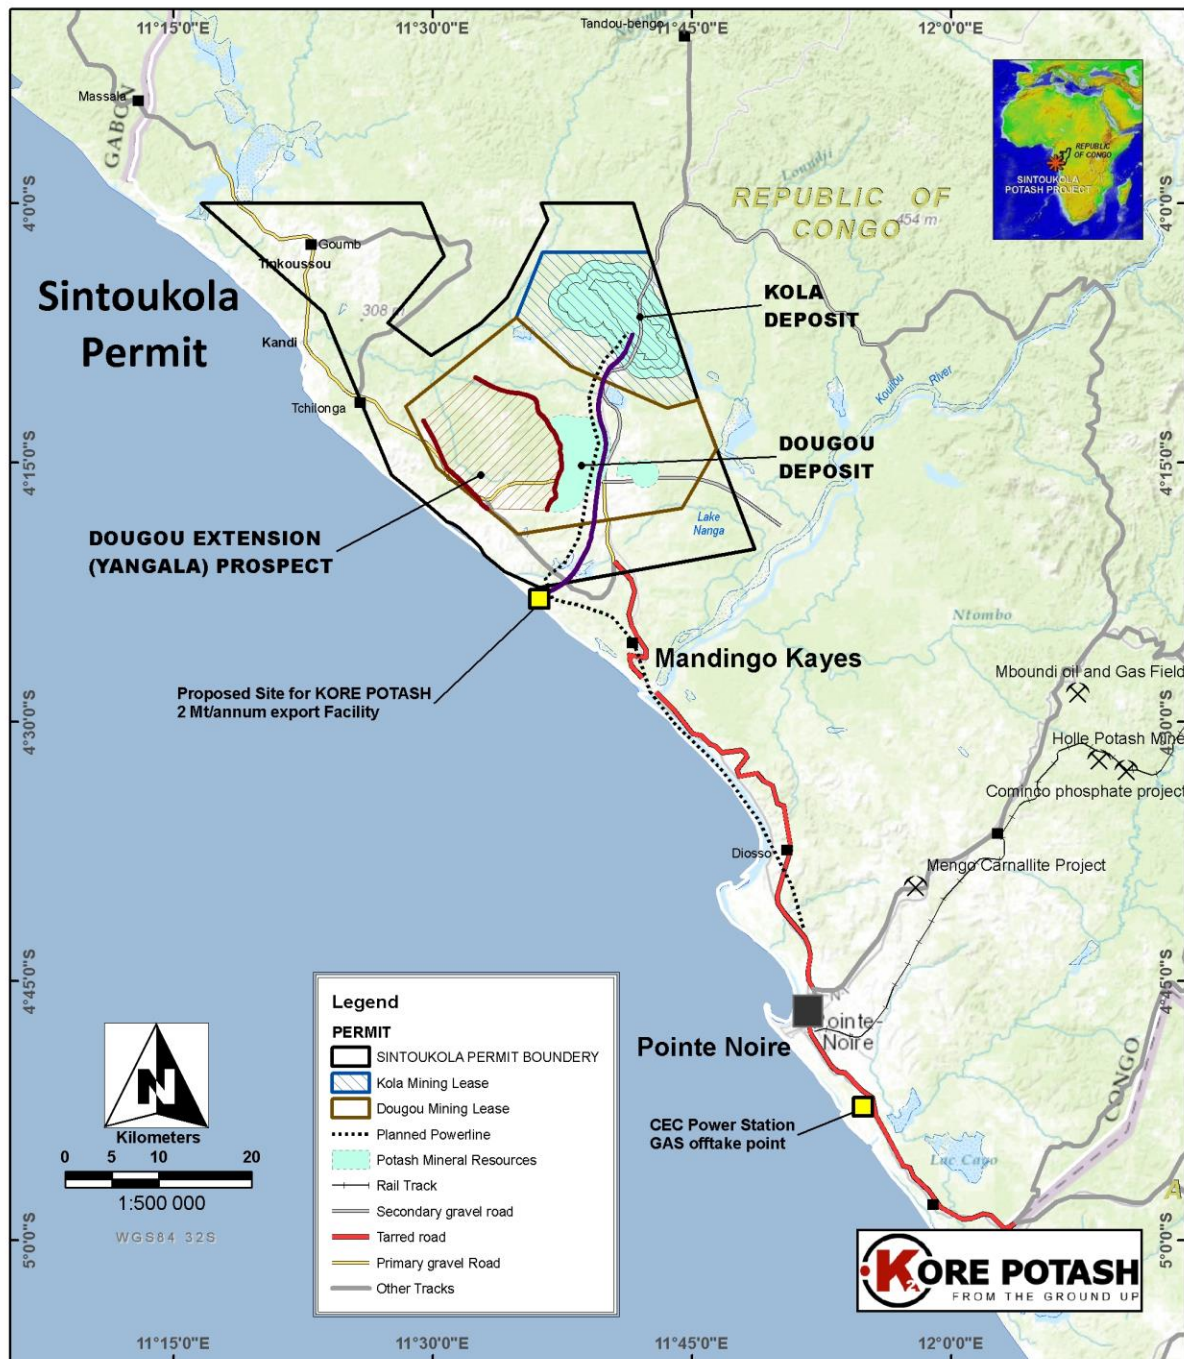 11°15'0"E
11°30'0"E
11°45'0"E
12°0'0"E
Tandou-bengo
Massala
GABON
Loundji
REPUBLIC OF
CONGO
454 m
REPUBLIC
OF CONGO
SINTOUKOLA
POTASH PROJECT
4°0'0"S
4°0'0"S
Goumb
Tinkoussou
Sintoukola
Permit
308 m
KOLA
DEPOSIT
Kandi
Kouilou River
Tchilonga
DOUGOU
DEPOSIT
4°15'0"S
4°15'0"S
Lake
Nanga
DOUGOU EXTENSION
(YANGALA) PROSPECT
Ntombo
Mandingo Kayes
Mboundi oil and Gas Field
Proposed Site for KORE POTASH
2 Mt/annum export Facility
4°30'0"S
4°30'0"S
Holle Potash Mine
Cominco phosphate project
Diosso
Mengo Carnallite Project
4°45'0"S
4°45'0"S
Pointe Noire
ointe-
Noire
CONGO
CEC Power Station
GAS offtake point
Luc Capo
A
N
Kilometers
0 5 10 20
1:500 000
WGS84 32S
Legend
PERMIT
SINTOUKOLA PERMIT BOUNDERY
Kola Mining Lease
Dougou Mining Lease
Planned Powerline
Potash Mineral Resources
Rail Track
Secondary gravel road
Tarred road
Primary gravel Road
Other Tracks
5°0'0"S
5°0'0"S
K2ORE POTASH
FROM THE GROUND UP
11°15'0"E
11°30'0"E
11°45'0"E
12°0'0"E